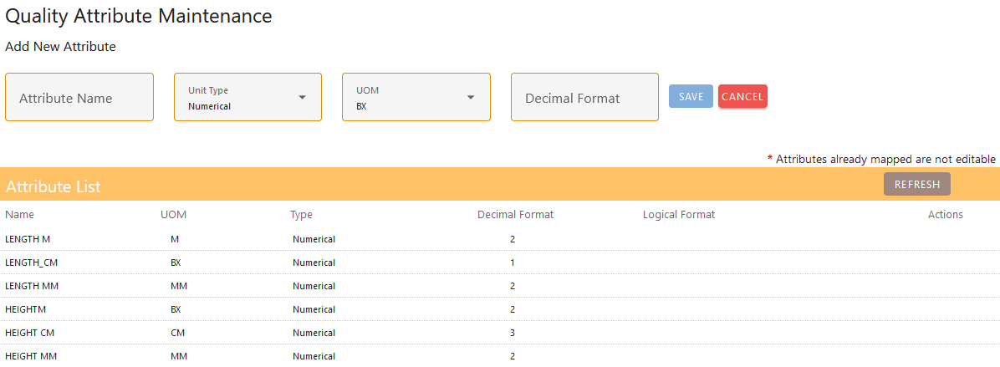 Quality Attribute Maintenance
Add New Attribute
Attribute Name
Unit Type
Numerical
UOM
BX
Decimal Format
SAVE
CANCEL
* Attributes already mapped are not editable
Attribute List REFRESH
Name UOM Type Decimal Format Logical Format Actions
LENGTH M M Numerical 2
LENGTH_CM BX Numerical 1
LENGTH MM MM Numerical 2
HEIGHTM BX Numerical 2
HEIGHT CM CM Numerical 3
HEIGHT MM MM Numerical 2